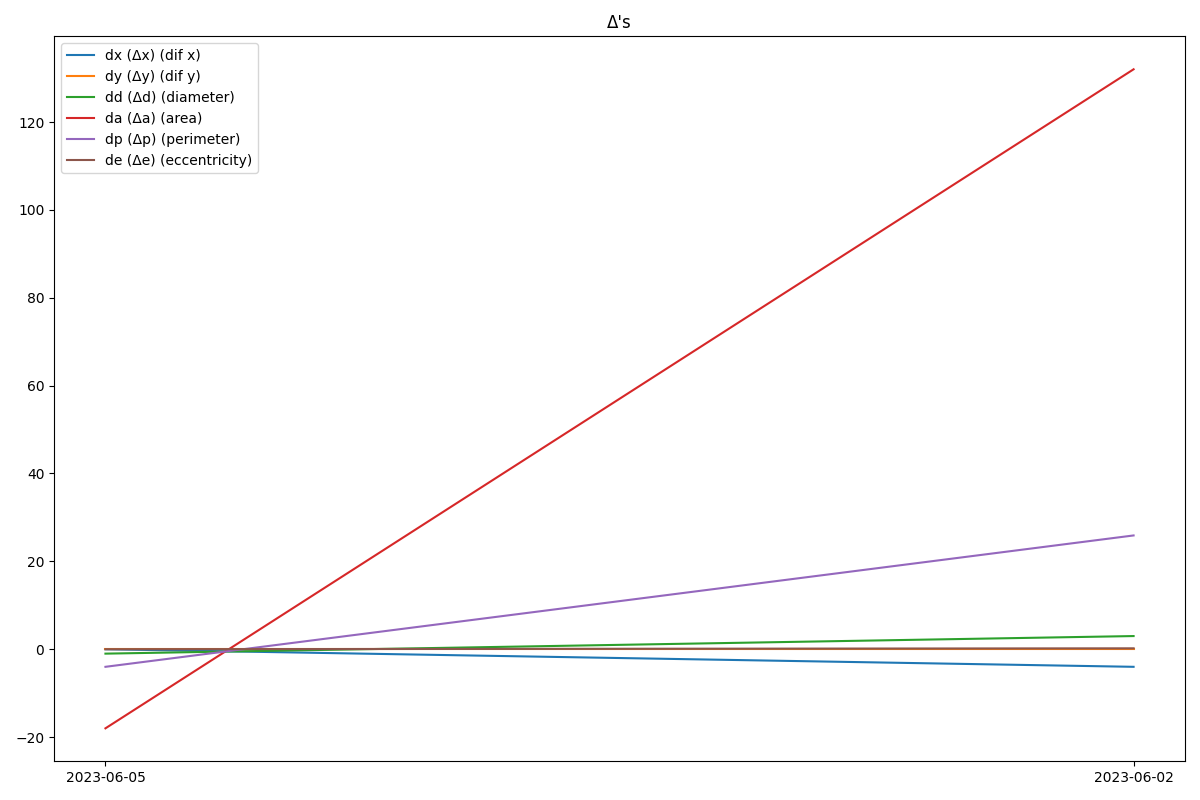 Δ's
dx (Δx) (dif x)
dy (Δy) (dif y)
dd (Δd) (diameter)
da (Δa) (area)
dp (Δp) (perimeter)
de (Δe) (eccentricity)
120
100
80
60
40
20
0
−20
2023-06-05
2023-06-02